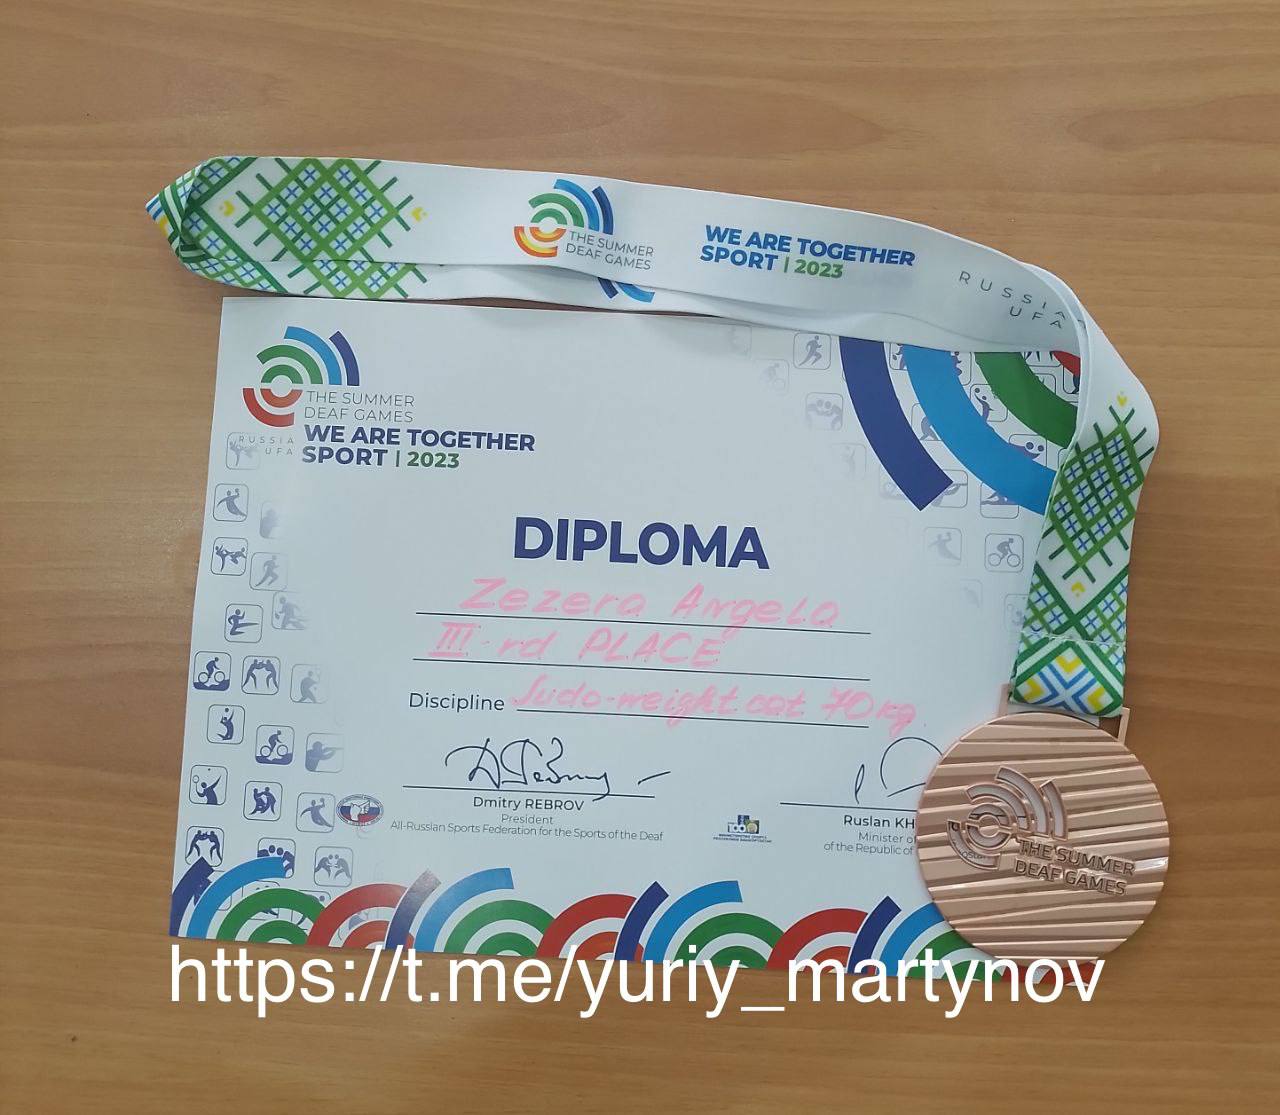 THE SUMMER
DEAF GAMES
WE ARE TOGETHER
SPORT | 2023
RUSSIA
UFA
THE SUMMER
DEAF GAMES
RUSSIA
UFA
WE ARE TOGETHER
SPORT | 2023
DIPLOMA
Zezera Angela
III-rd PLACE
Discipline Judo-weight cat 70 kg
Dmitry REBROV
President
All-Russian Sports Federation for the Sports of the Deaf
Ruslan KH
Minister o
of the Republic of
THE SUMMER
DEAF GAMES
https://t.me/yuriy_martynov